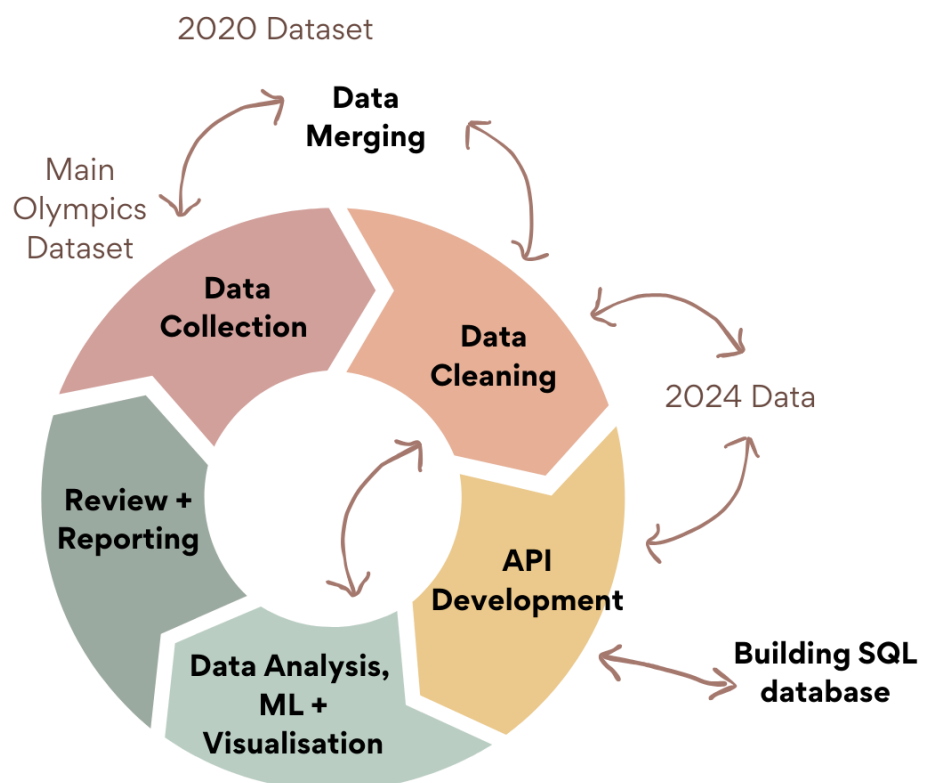 2020 Dataset
Data
Merging
Main
Olympics
Dataset
Data
Collection
Data
Cleaning
2024 Data
Review +
Reporting
API
Development
Building SQL
database
Data Analysis,
ML +
Visualisation